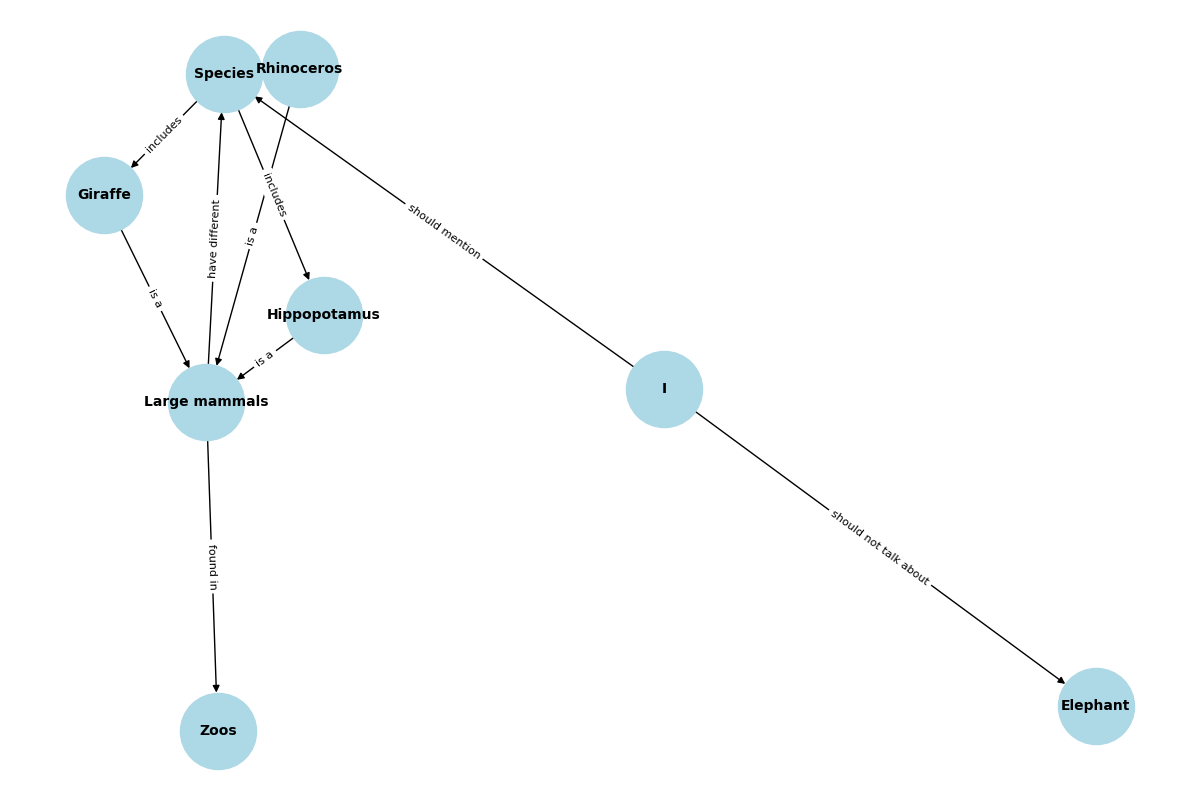 Species
Rhinoceros
includes
Giraffe
includes
have different
is a
should mention
is a
Hippopotamus
is a
Large mammals
I
should not talk about
found in
Elephant
Zoos